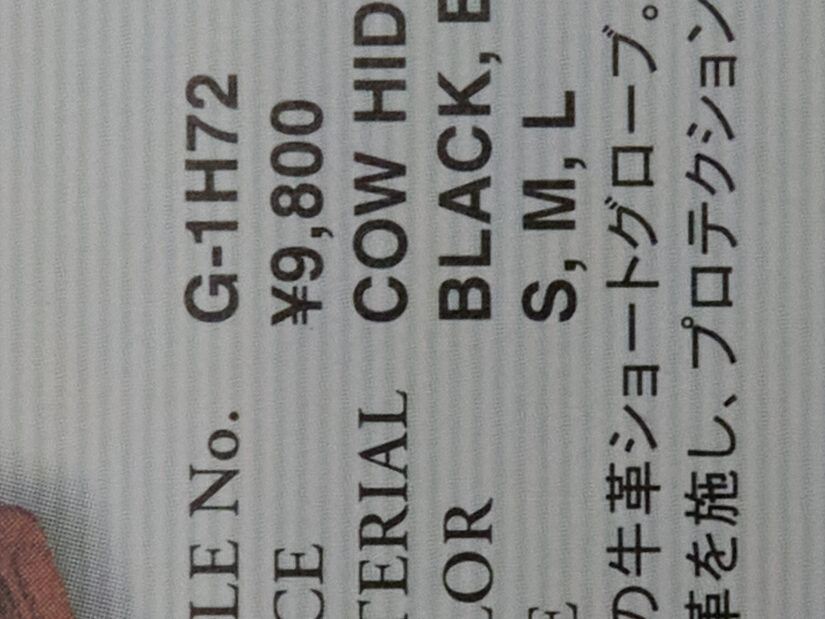 LE No. G-1H72
CE ¥9,800
TERIAL COW HID
LOR BLACK, B
E S, M, L
の牛革ショートグローブ。
革を施し、プロテクション